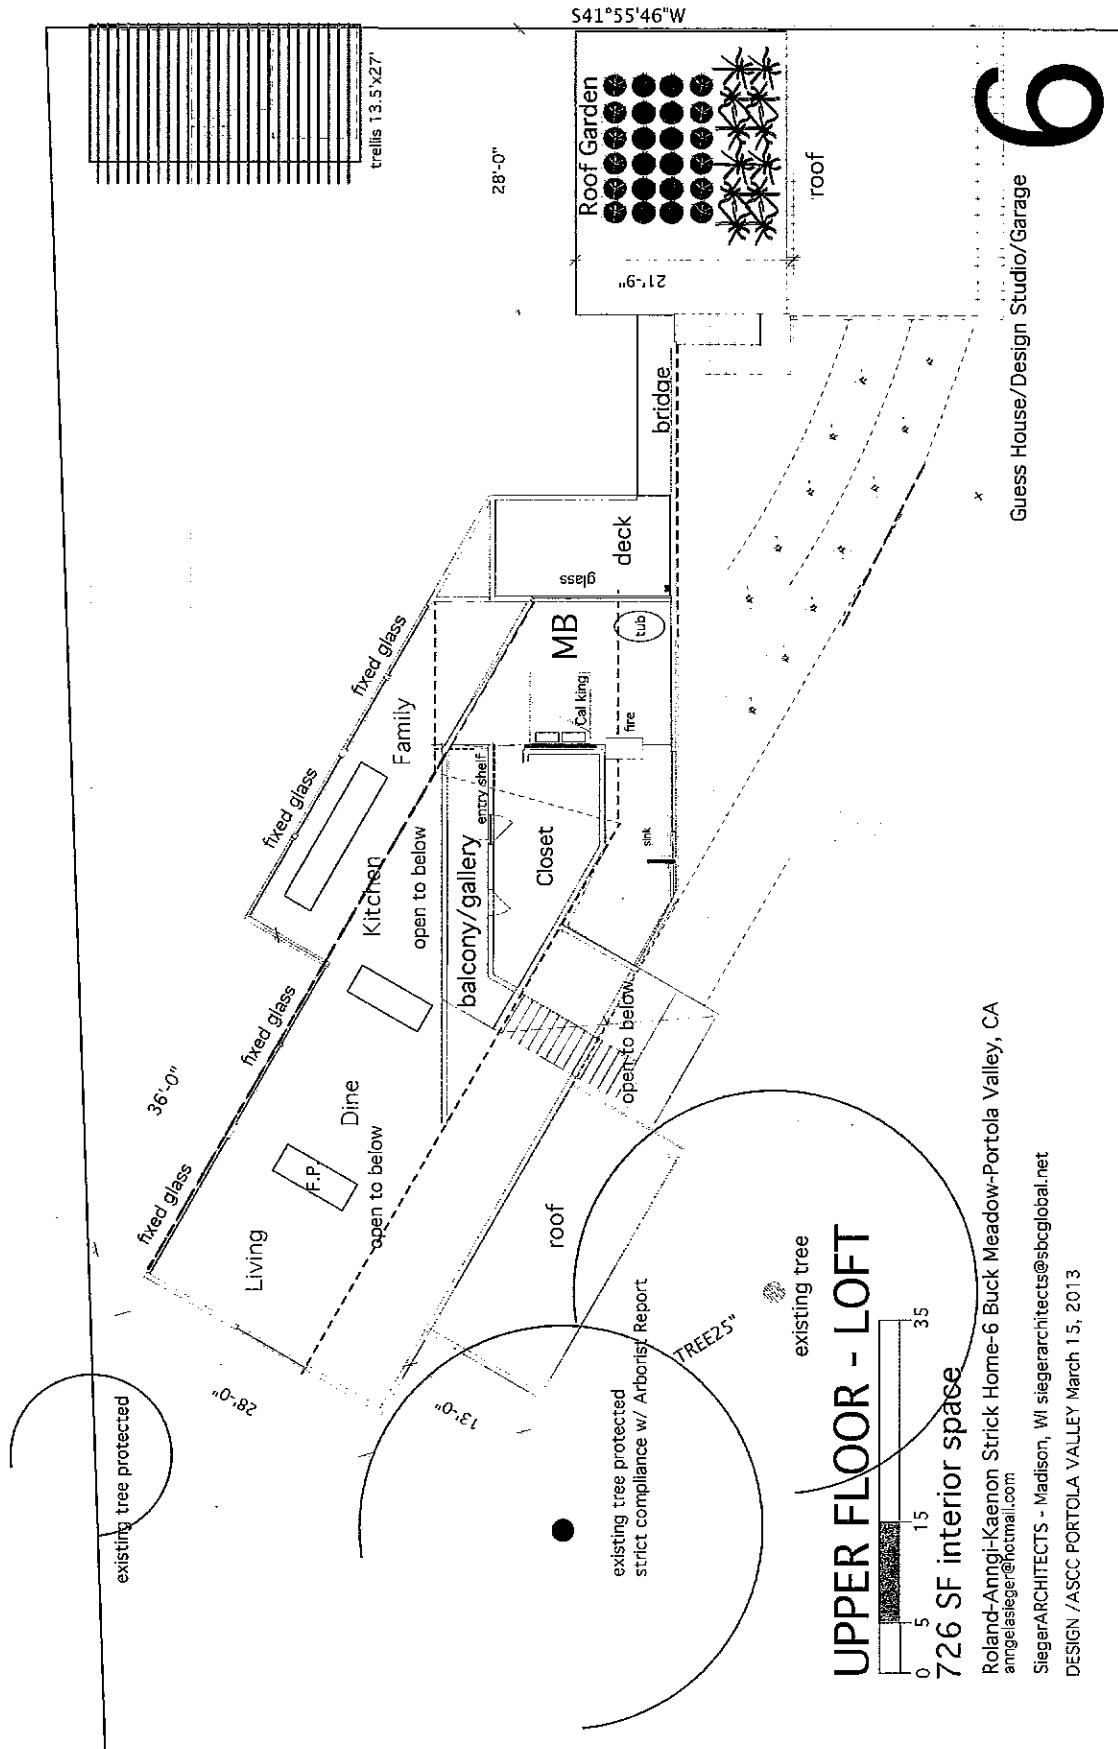 S41°55'46"W
trellis 13.5'x27'
28'-0"
Roof Garden
21'-9"
roof
6
Guess House/Design Studio/Garage
bridge
deck
glass
MB
tub
Cal king
fire
fixed glass
Family
fixed glass
entry shelf
Closet
sink
balcony/gallery
open to below
Kitchen
fixed glass
36'-0"
Dine
open to below
open to below
F.P.
fixed glass
Living
roof
28'-0"
13'-0"
existing tree protected
existing tree protected
strict compliance w/ Arborist Report
TREE25"
existing tree
UPPER FLOOR - LOFT
0 5 15 35
726 SF interior space
Roland-Anngi-Kaenon Strick Home-6 Buck Meadow-Portola Valley, CA
anngelasieger@hotmail.com
SiegerARCHITECTS - Madison, WI siegerarchitects@sbcglobal.net
DESIGN /ASCC PORTOLA VALLEY March 15, 2013